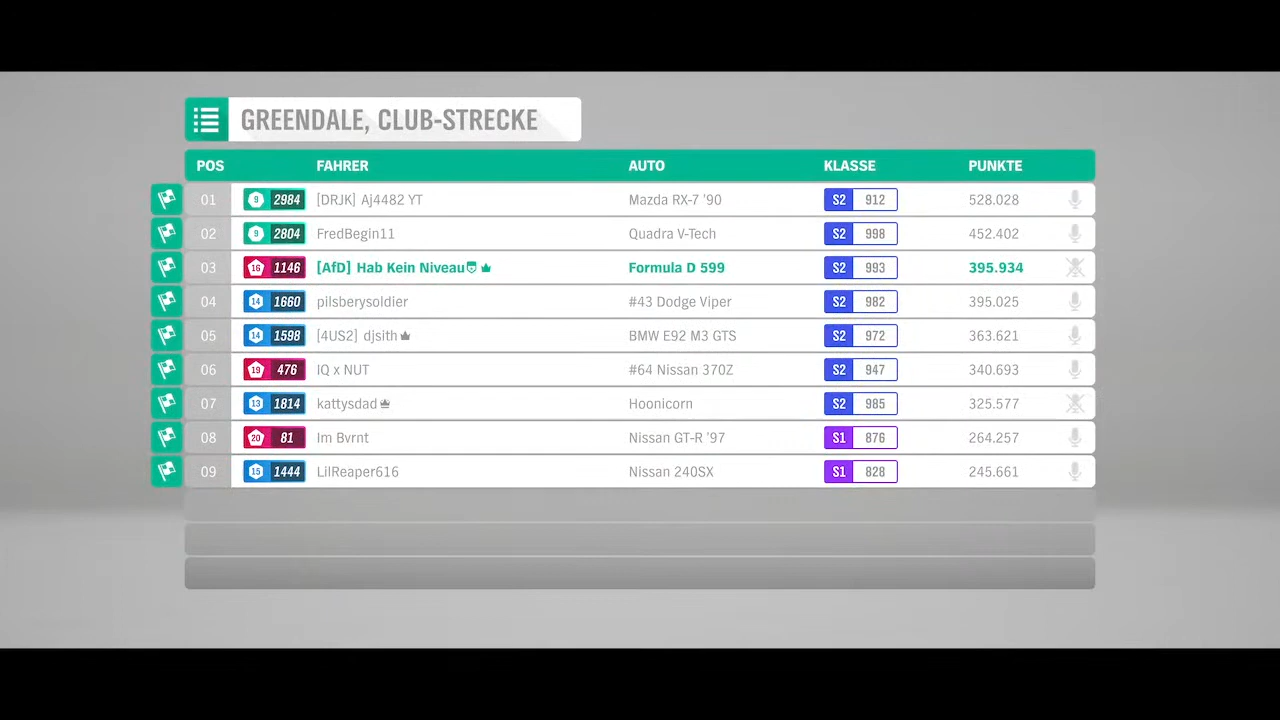 GREENDALE, CLUB-STRECKE
POS FAHRER AUTO KLASSE PUNKTE
01 9 2984 [DRJK] Aj4482 YT Mazda RX-7 '90 S2 912 528.028
02 9 2804 FredBegin11 Quadra V-Tech S2 998 452.402
03 16 1146 [AfD] Hab Kein Niveau Formula D 599 S2 993 395.934
04 14 1660 pilsberysoldier #43 Dodge Viper S2 982 395.025
05 14 1598 [4US2] djsith BMW E92 M3 GTS S2 972 363.621
06 19 476 IQ x NUT #64 Nissan 370Z S2 947 340.693
07 13 1814 kattysdad Hoonicorn S2 985 325.577
08 20 81 Im Bvrnt Nissan GT-R '97 S1 876 264.257
09 15 1444 LilReaper616 Nissan 240SX S1 828 245.661